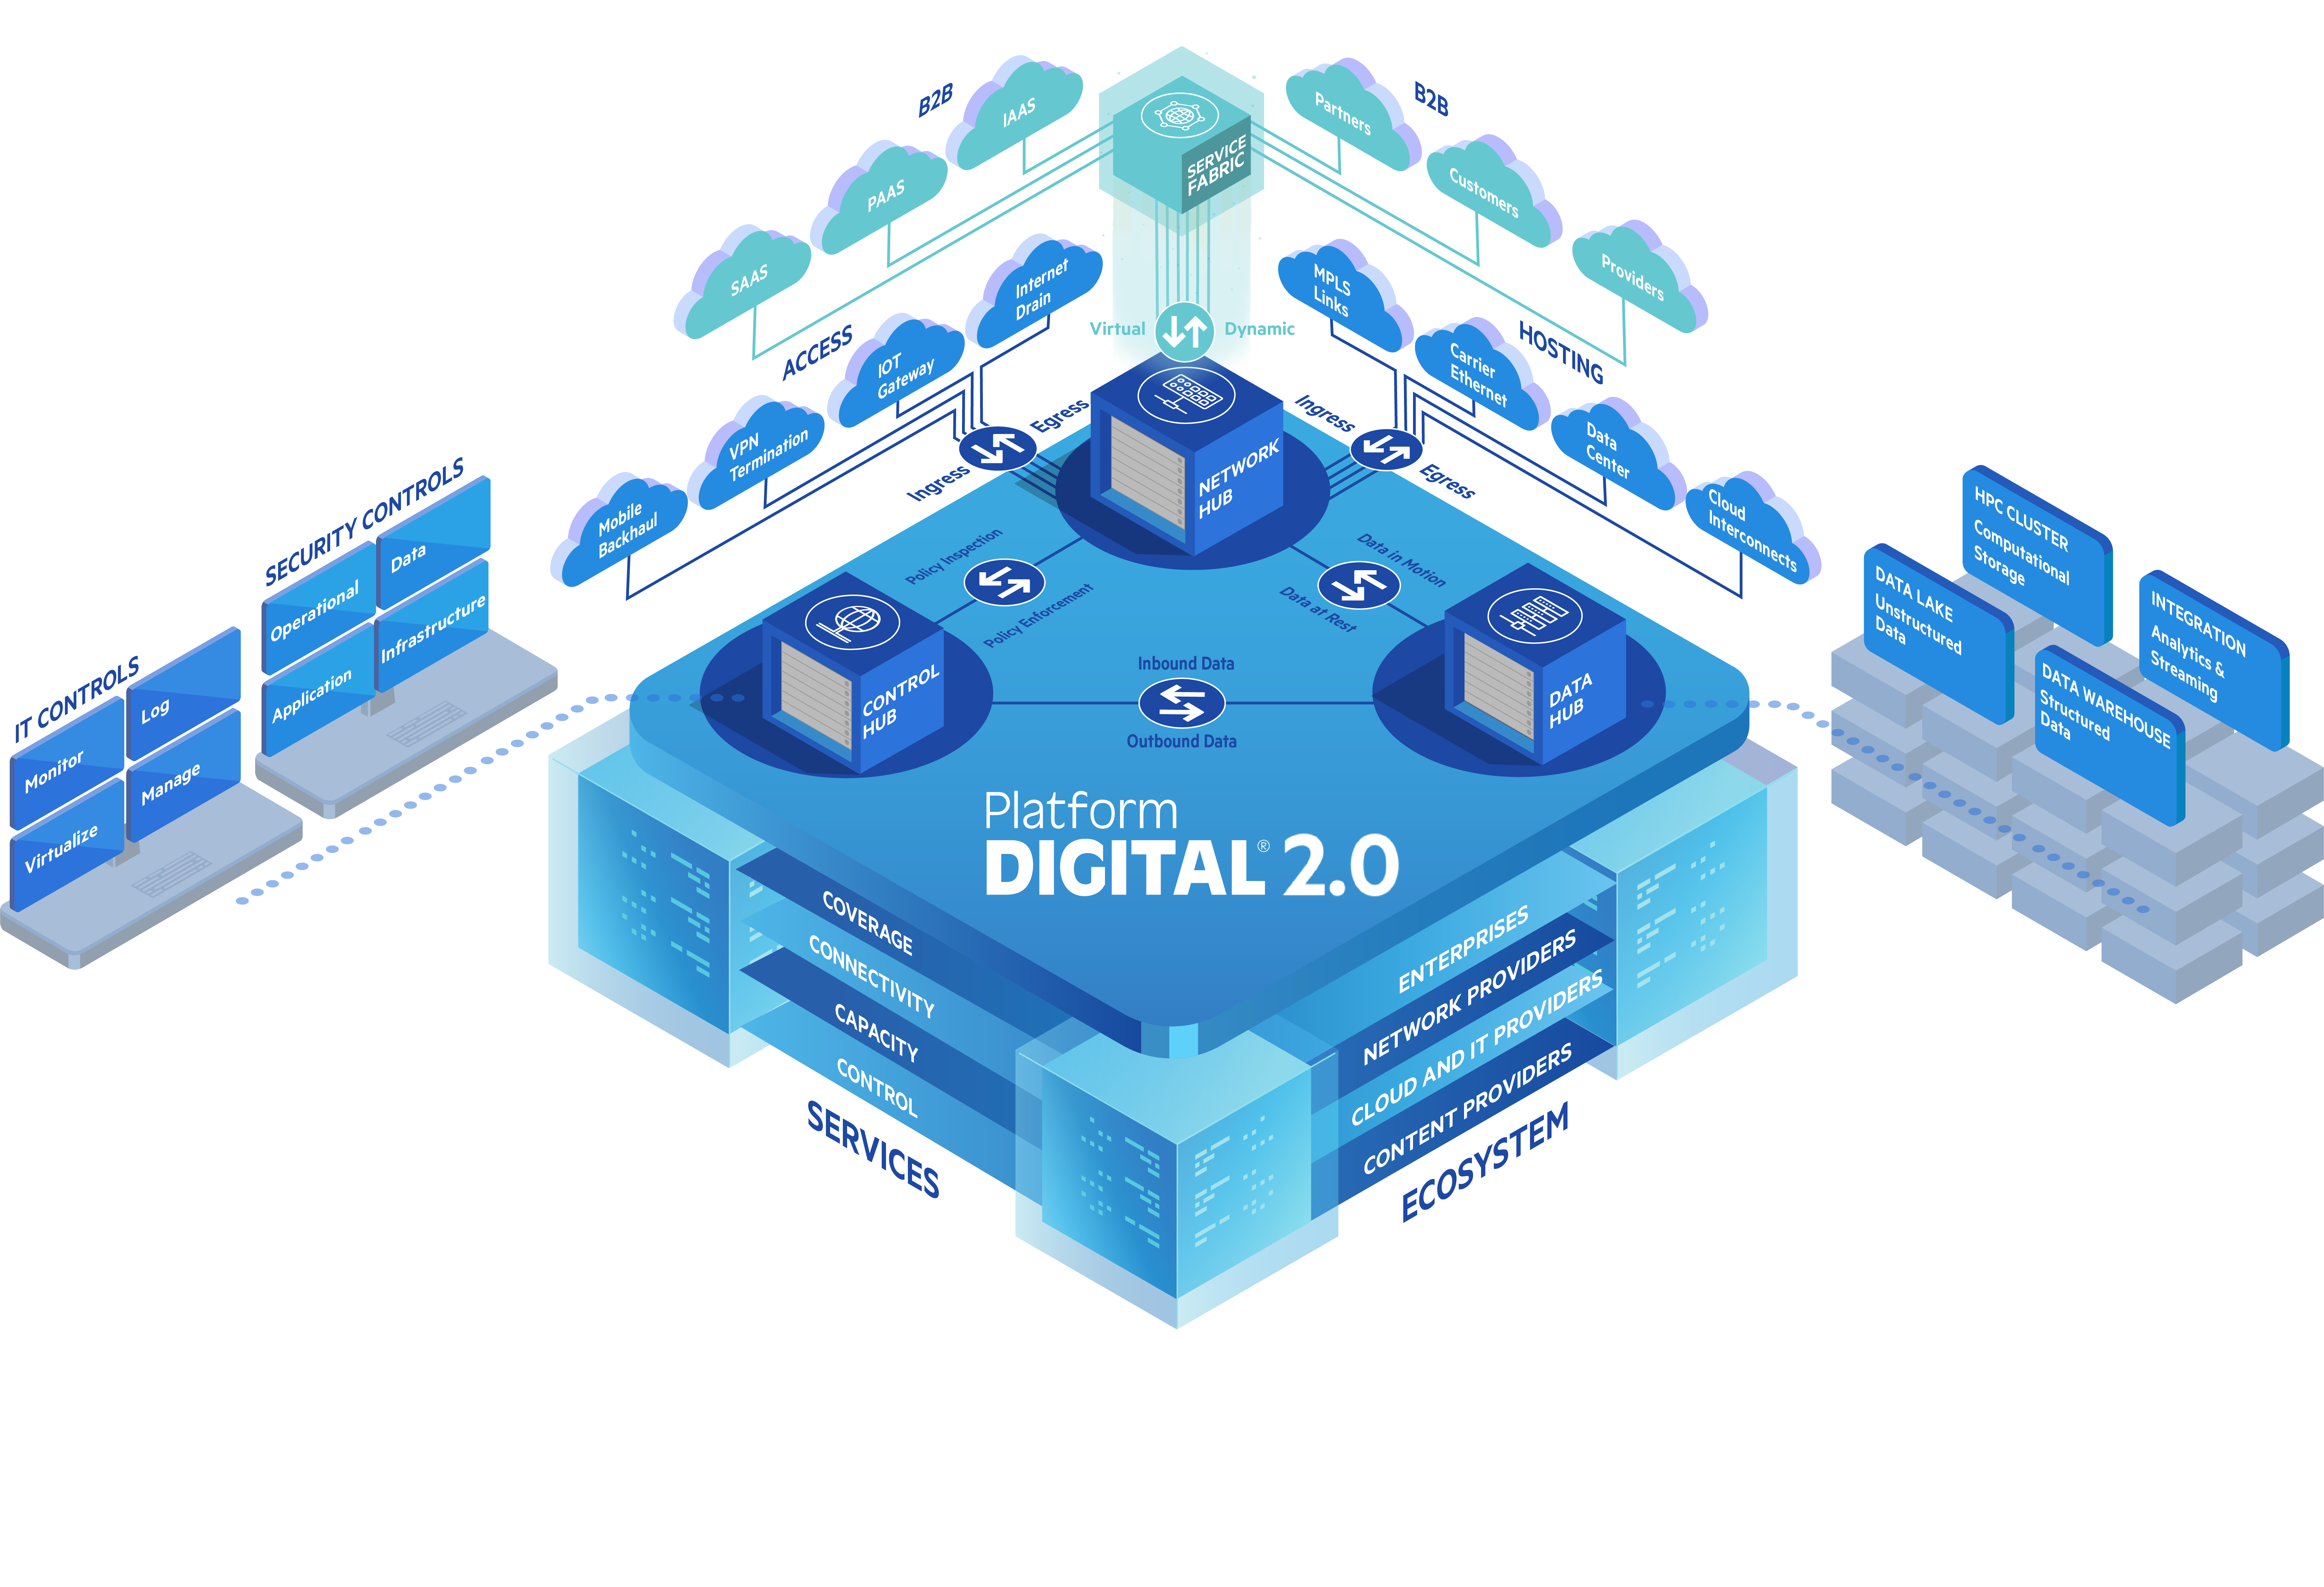 B2B
IAAS
PAAS
SAAS
SERVICE
FABRIC
B2B
Partners
Customers
Providers
Virtual
Dynamic
ACCESS
Internet
Drain
IOT
Gateway
VPN
Termination
Mobile
Backhaul
Ingress
Egress
HOSTING
MPLS
Links
Carrier
Ethernet
Data
Center
Cloud
Interconnects
Ingress
Egress
NETWORK
HUB
Policy Inspection
Policy Enforcement
Data in Motion
Data at Rest
CONTROL
HUB
Inbound Data
Outbound Data
DATA
HUB
SECURITY CONTROLS
Operational
Data
Application
Infrastructure
IT CONTROLS
Monitor
Log
Virtualize
Manage
HPC CLUSTER
Computational
Storage
DATA LAKE
Unstructured
Data
INTEGRATION
Analytics &
Streaming
DATA WAREHOUSE
Structured
Data
Platform
DIGITAL® 2.0
COVERAGE
CONNECTIVITY
CAPACITY
CONTROL
SERVICES
ENTERPRISES
NETWORK PROVIDERS
CLOUD AND IT PROVIDERS
CONTENT PROVIDERS
ECOSYSTEM